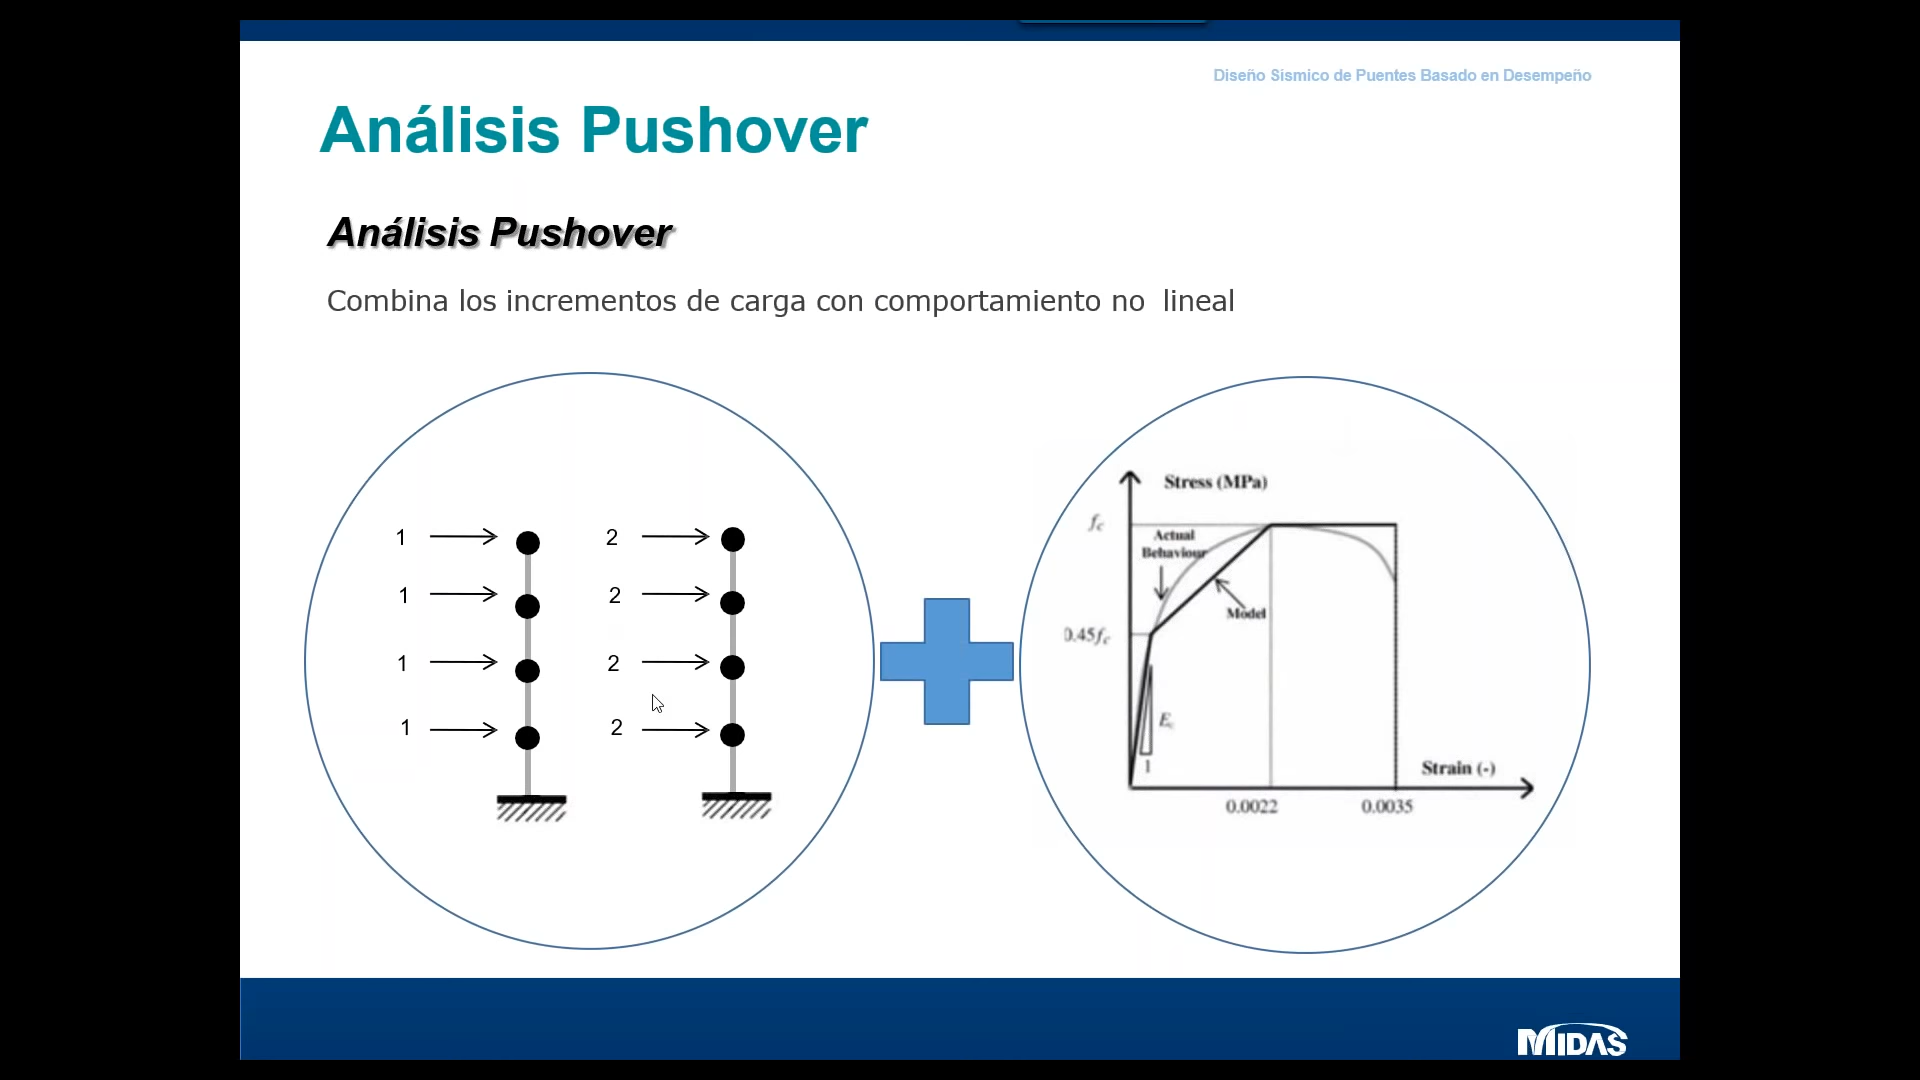 Diseño Sísmico de Puentes Basado en Desempeño
Análisis Pushover
Análisis Pushover
Combina los incrementos de carga con comportamiento no lineal
1
2
1
2
1
2
1
2
Stress (MPa)
fc
Actual
Behaviour
Model
0.45fc
Ec
1
Strain (-)
0.0022
0.0035
MIDAS